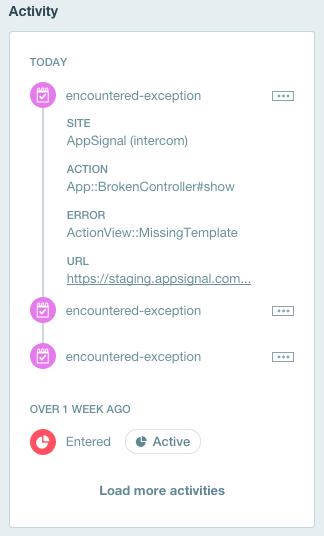 Activity
TODAY
encountered-exception
SITE
AppSignal (intercom)
ACTION
App::BrokenController#show
ERROR
ActionView::MissingTemplate
URL
https://staging.appsignal.com...
encountered-exception
encountered-exception
OVER 1 WEEK AGO
Entered Active
Load more activities